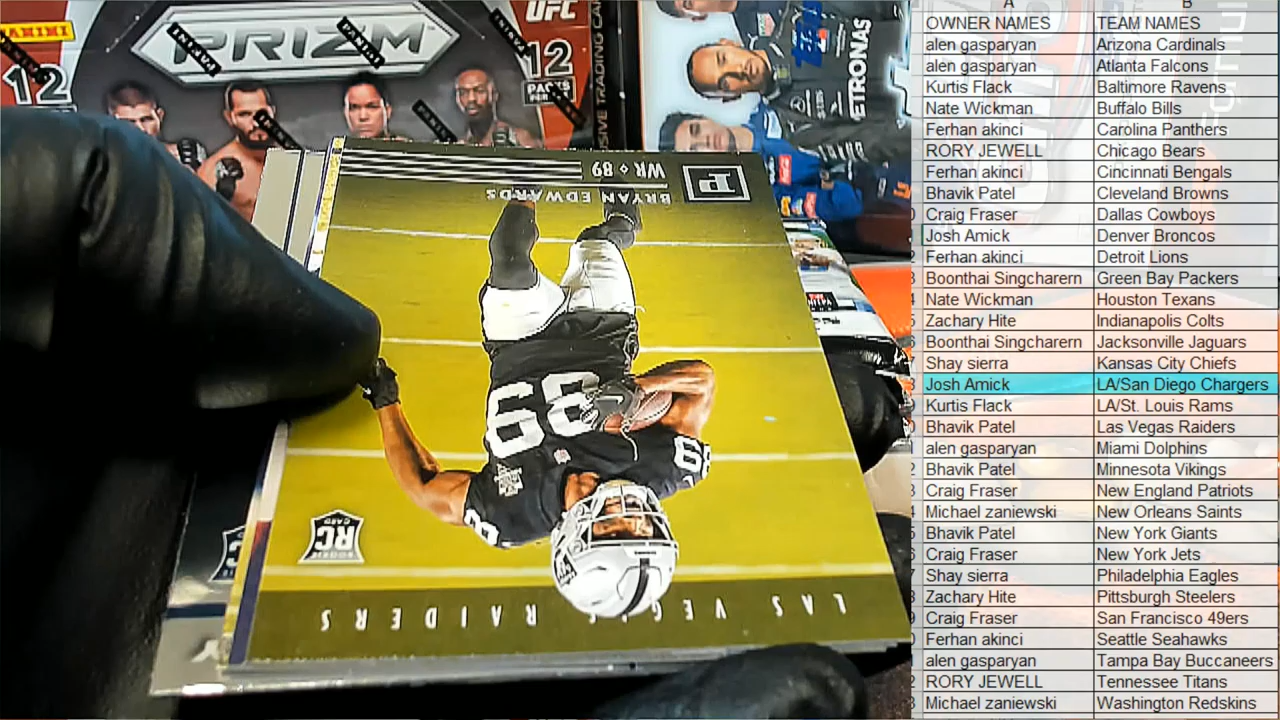 PANINI
PRIZM
PANINI
PANINI
PANINI
UFC
12
12
PACKS
PETRONAS
WR ◇ 89
BRYAN EDWARDS
P
89
RC
ROOKIE
CARD
LAS VEGAS RAIDERS
A B
OWNER NAMES TEAM NAMES
alen gasparyan Arizona Cardinals
alen gasparyan Atlanta Falcons
Kurtis Flack Baltimore Ravens
Nate Wickman Buffalo Bills
Ferhan akinci Carolina Panthers
RORY JEWELL Chicago Bears
Ferhan akinci Cincinnati Bengals
Bhavik Patel Cleveland Browns
Craig Fraser Dallas Cowboys
Josh Amick Denver Broncos
Ferhan akinci Detroit Lions
Boonthai Singcharern Green Bay Packers
Nate Wickman Houston Texans
Zachary Hite Indianapolis Colts
Boonthai Singcharern Jacksonville Jaguars
Shay sierra Kansas City Chiefs
Josh Amick LA/San Diego Chargers
Kurtis Flack LA/St. Louis Rams
Bhavik Patel Las Vegas Raiders
alen gasparyan Miami Dolphins
Bhavik Patel Minnesota Vikings
Craig Fraser New England Patriots
Michael zaniewski New Orleans Saints
Bhavik Patel New York Giants
Craig Fraser New York Jets
Shay sierra Philadelphia Eagles
Zachary Hite Pittsburgh Steelers
Craig Fraser San Francisco 49ers
Ferhan akinci Seattle Seahawks
alen gasparyan Tampa Bay Buccaneers
RORY JEWELL Tennessee Titans
Michael zaniewski Washington Redskins